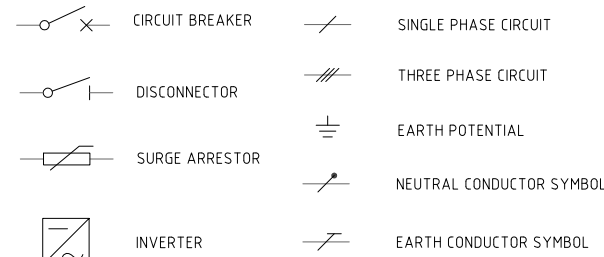 CIRCUIT BREAKER
DISCONNECTOR
SURGE ARRESTOR
INVERTER
SINGLE PHASE CIRCUIT
THREE PHASE CIRCUIT
EARTH POTENTIAL
NEUTRAL CONDUCTOR SYMBOL
EARTH CONDUCTOR SYMBOL